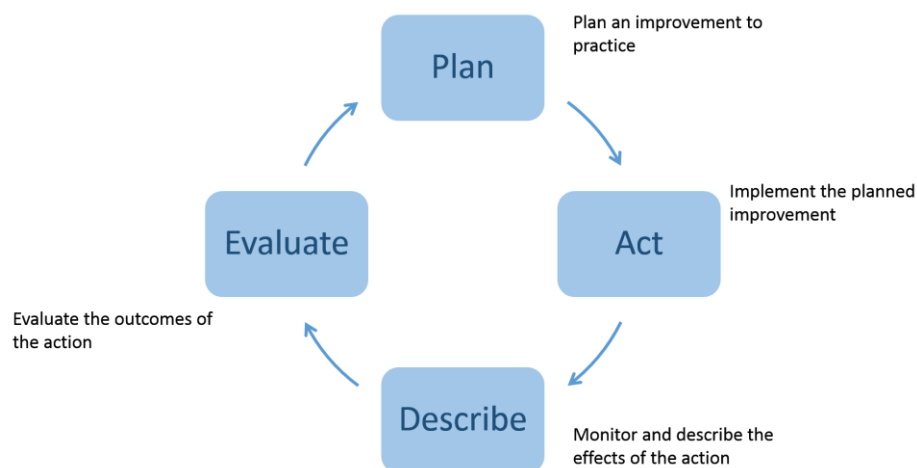 Plan
Plan an improvement to
practice
Act
Implement the planned
improvement
Describe
Monitor and describe the
effects of the action
Evaluate
Evaluate the outcomes of
the action